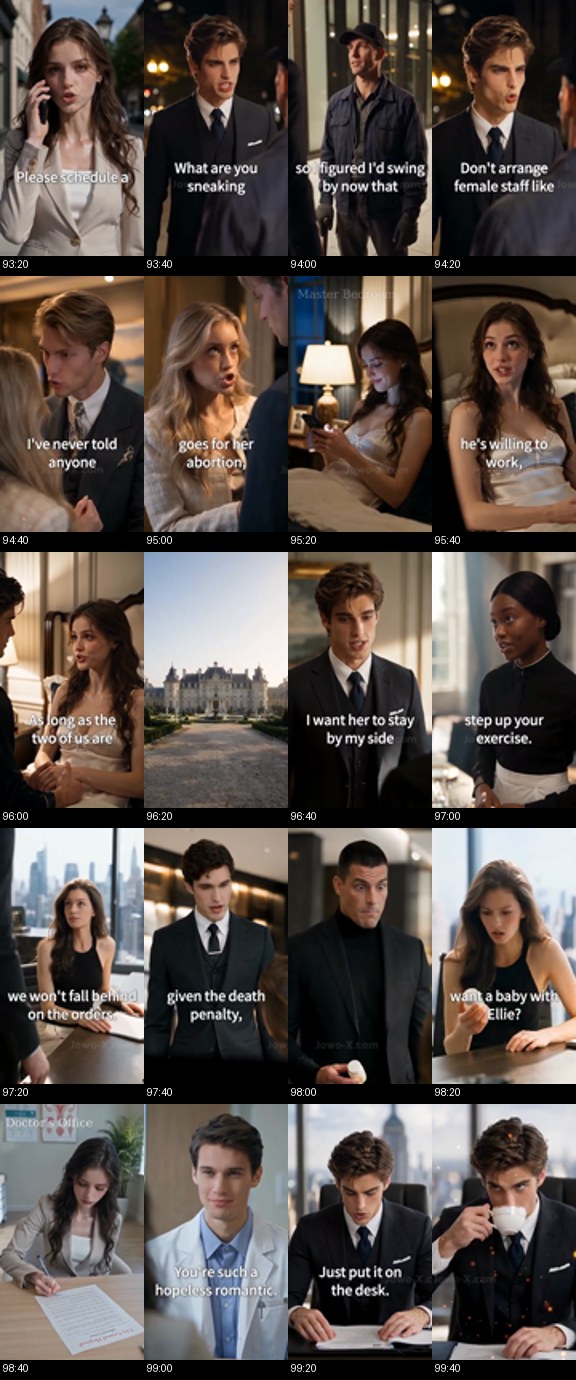 Please schedule a
What are you
sneaking
so I figured I'd swing
by now that
Don't arrange
female staff like
93:20
93:40
94:00
94:20
I've never told
anyone
goes for her
abortion,
Master Bedroom
he's willing to
work,
94:40
95:00
95:20
95:40
As long as the
two of us are
I want her to stay
by my side
step up your
exercise.
96:00
96:20
96:40
97:00
we won't fall behind
on the orders.
given the death
penalty,
Jowo-X.com
want a baby with
Ellie?
97:20
97:40
98:00
98:20
Doctor's Office
You're such a
hopeless romantic.
Just put it on
the desk.
98:40
99:00
99:20
99:40